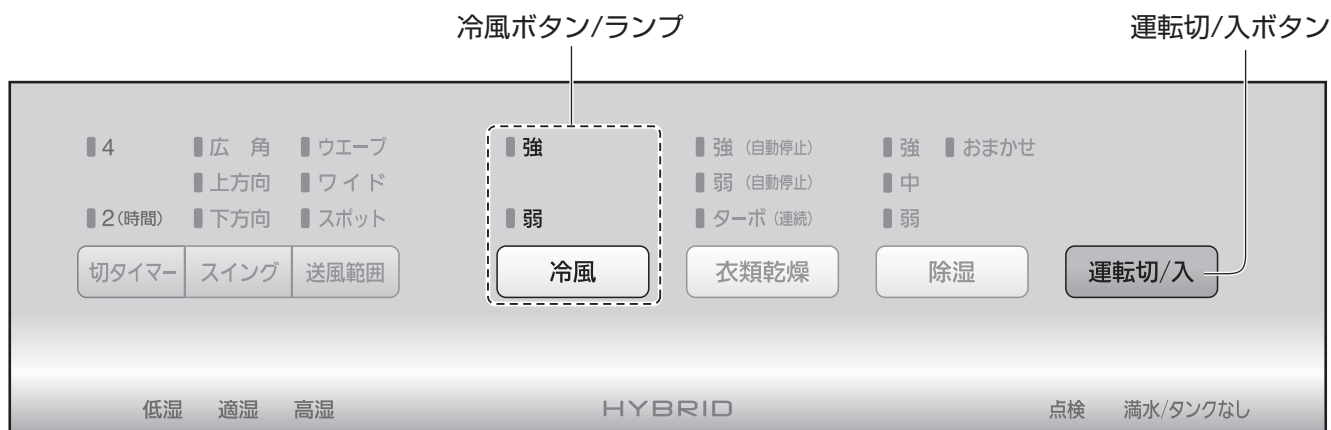 冷風ボタン/ランプ 運転切/入ボタン
4 広 角 ウエーブ 強 強(自動停止) 強 おまかせ
上方向 ワイド 弱(自動停止) 中
2(時間) 下方向 スポット 弱 ターボ(連続) 弱
切タイマー スイング 送風範囲 冷風 衣類乾燥 除湿 運転切/入
低湿 適湿 高湿 HYBRID 点検 満水/タンクなし